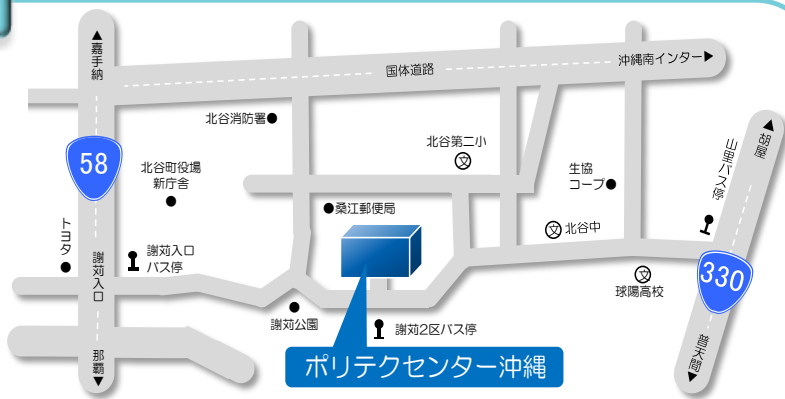 ▲嘉手納
国体道路
沖縄南インター▶
北谷消防署●
北谷第二小
文
58
北谷町役場
新庁舎
生協
コープ●
山里バス停
▲胡屋
●桑江郵便局
トヨタ●
謝苅入口
謝苅入口
バス停
文 北谷中
文
球陽高校
330
謝苅公園
謝苅2区バス停
那覇▼
普天間▼
ポリテクセンター沖縄